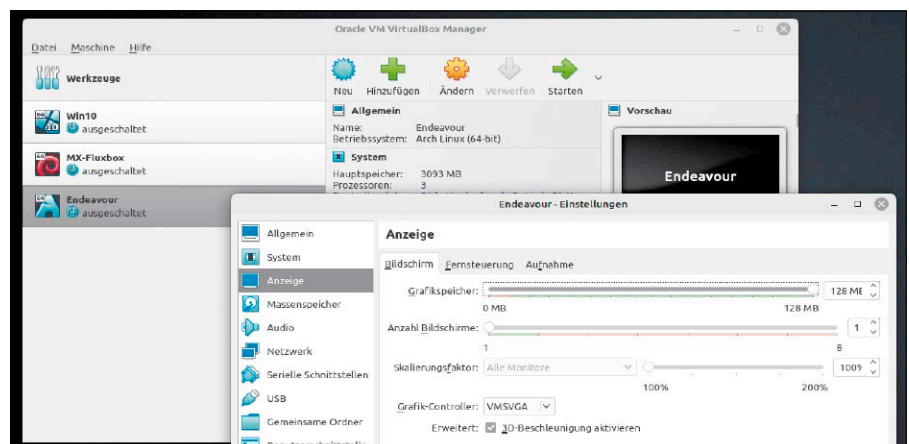 Oracle VM VirtualBox Manager
Datei Maschine Hilfe
Werkzeuge
Neu Hinzufügen Ändern Verwerfen Starten
Win10
ausgeschaltet
MX-Fluxbox
ausgeschaltet
Endeavour
ausgeschaltet
Allgemein
Name: Endeavour
Betriebssystem: Arch Linux (64-bit)
System
Hauptspeicher: 3093 MB
Prozessoren: 3
Vorschau
Endeavour
Endeavour - Einstellungen
Allgemein
System
Anzeige
Massenspeicher
Audio
Netzwerk
Serielle Schnittstellen
USB
Gemeinsame Ordner
Anzeige
Bildschirm Fernsteuerung Aufnahme
Grafikspeicher: 128 ME
0 MB 128 MB
Anzahl Bildschirme: 1
1 8
Skalierungsfaktor: Alle Monitore 100%
100% 200%
Grafik-Controller: VMSVGA
Erweitert: 3D-Beschleunigung aktivieren